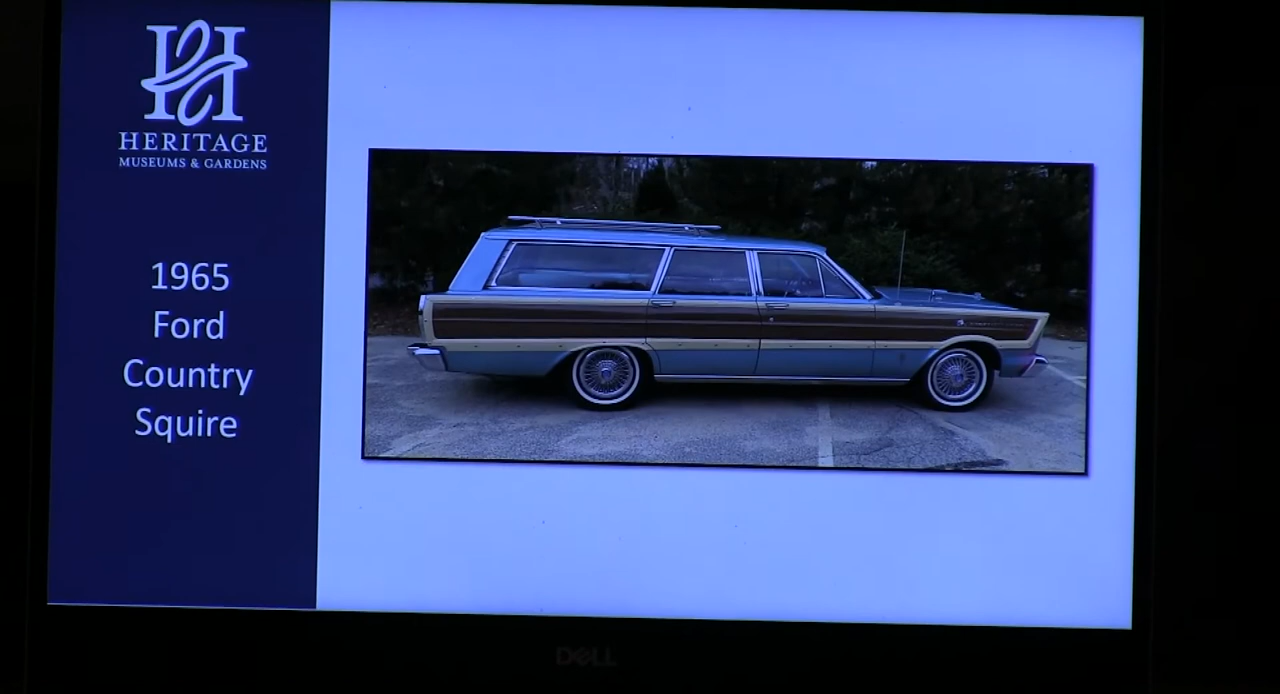 HERITAGE
MUSEUMS & GARDENS
1965
Ford
Country
Squire
DELL